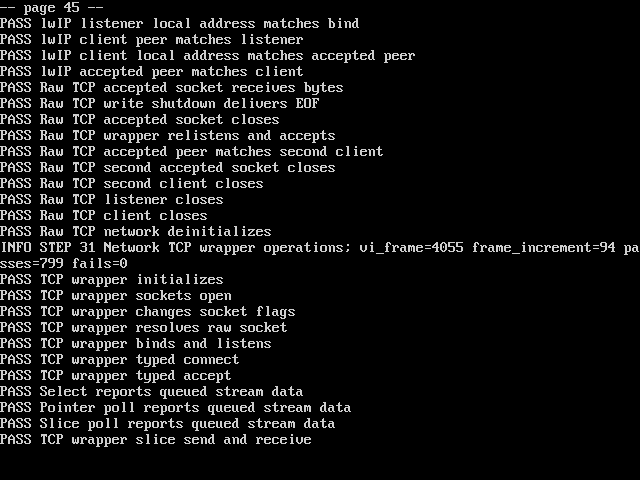 -- page 45 --
PASS lwIP listener local address matches bind
PASS lwIP client peer matches listener
PASS lwIP client local address matches accepted peer
PASS lwIP accepted peer matches client
PASS Raw TCP accepted socket receives bytes
PASS Raw TCP write shutdown delivers EOF
PASS Raw TCP accepted socket closes
PASS Raw TCP wrapper relistens and accepts
PASS Raw TCP accepted peer matches second client
PASS Raw TCP second accepted socket closes
PASS Raw TCP second client closes
PASS Raw TCP listener closes
PASS Raw TCP client closes
PASS Raw TCP network deinitializes
INFO STEP 31 Network TCP wrapper operations; vi_frame=4055 frame_increment=94 pa
sses=799 fails=0
PASS TCP wrapper initializes
PASS TCP wrapper sockets open
PASS TCP wrapper changes socket flags
PASS TCP wrapper resolves raw socket
PASS TCP wrapper binds and listens
PASS TCP wrapper typed connect
PASS TCP wrapper typed accept
PASS Select reports queued stream data
PASS Pointer poll reports queued stream data
PASS Slice poll reports queued stream data
PASS TCP wrapper slice send and receive